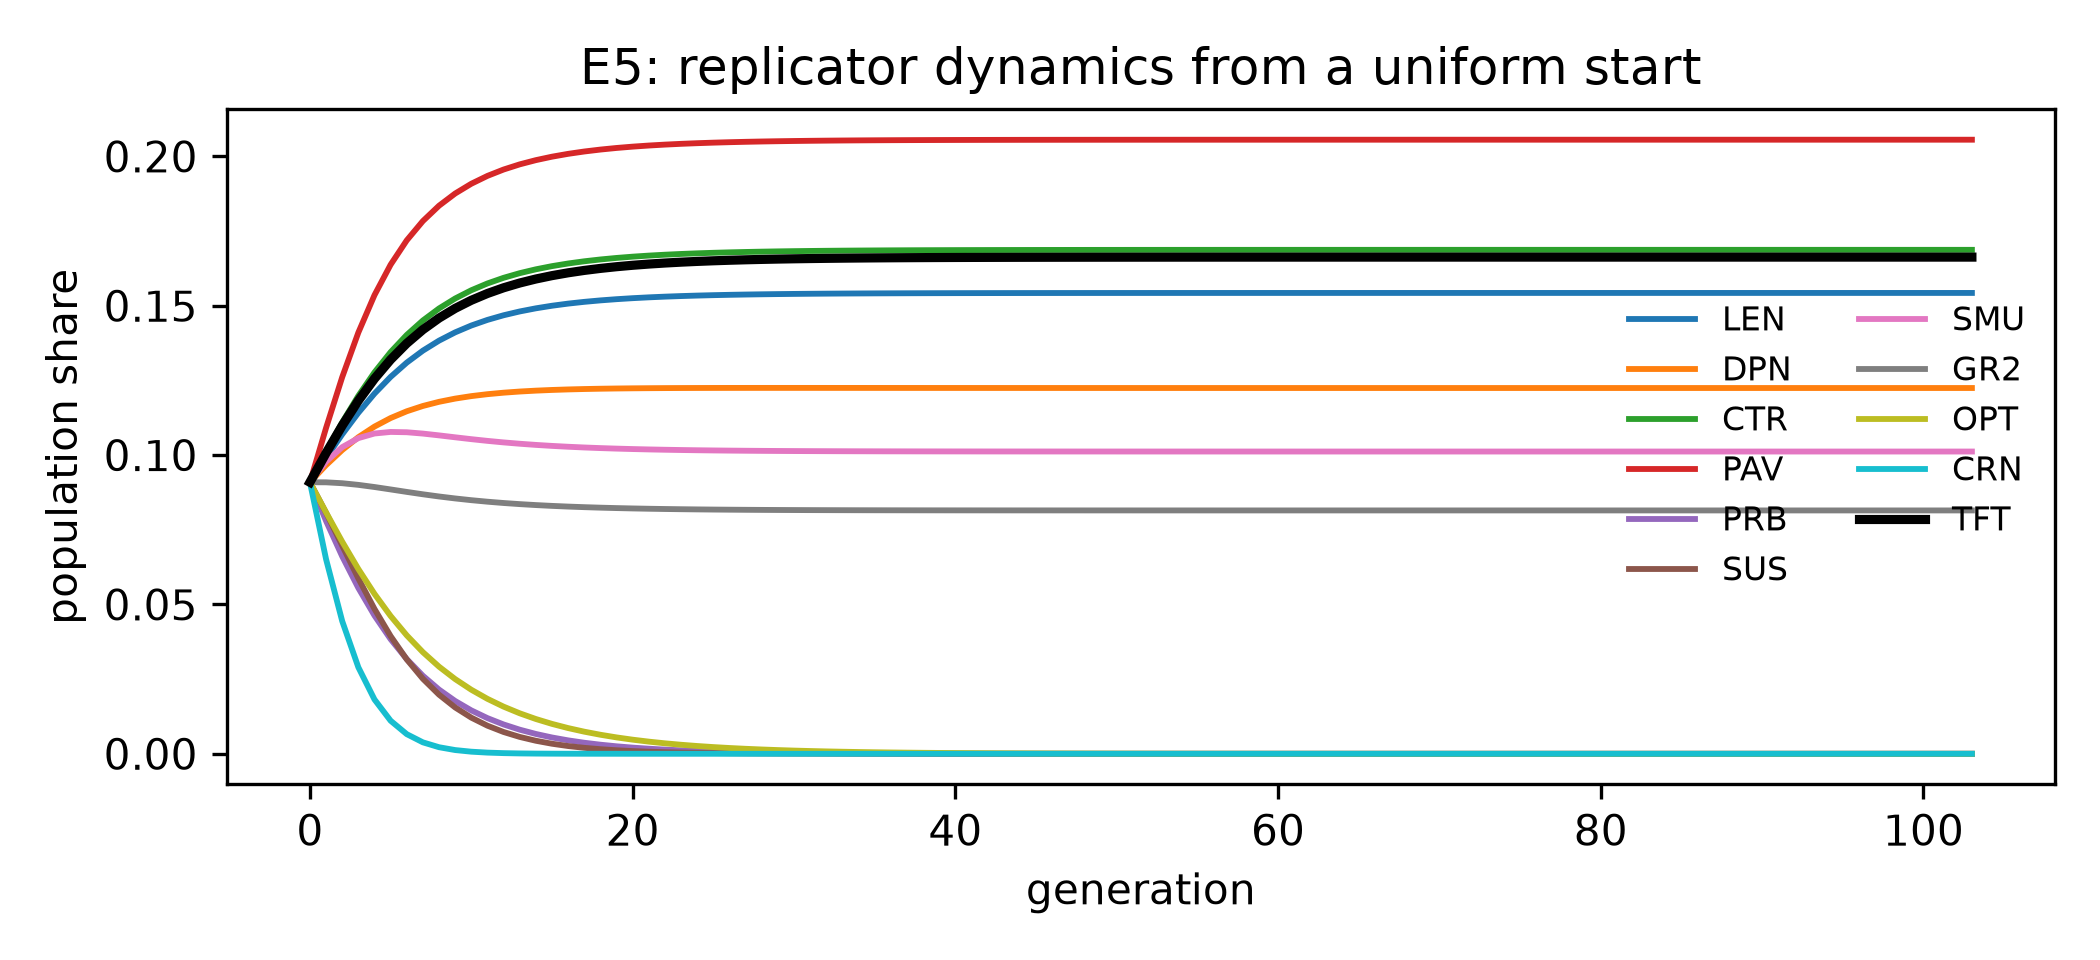 E5: replicator dynamics from a uniform start
population share
0.20
0.15
0.10
0.05
0.00
LEN SMU
DPN GR2
CTR OPT
PAV CRN
PRB TFT
SUS
0 20 40 60 80 100
generation